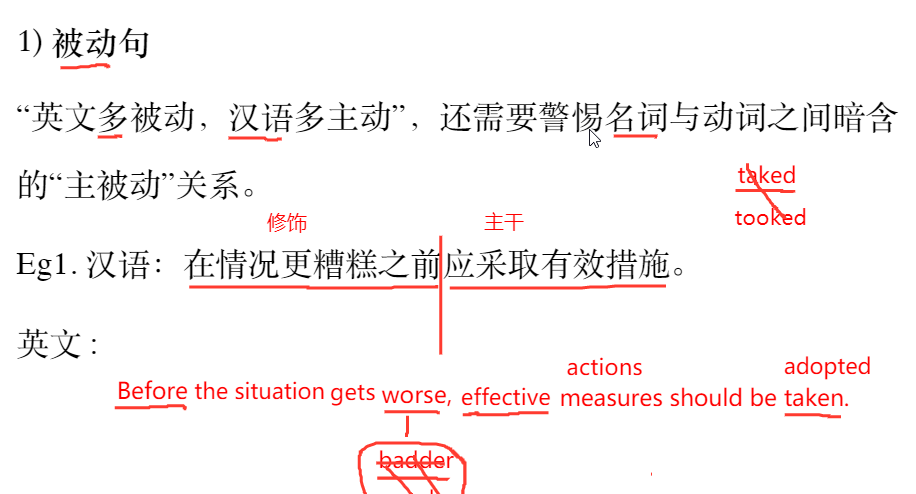 1) 被动句
“英文多被动，汉语多主动”，还需要警惕名词与动词之间暗含
的“主被动”关系。
taked
tooked
修饰 主干
Eg1. 汉语：在情况更糟糕之前应采取有效措施。
英文：
actions adopted
Before the situation gets worse, effective measures should be taken.
badder